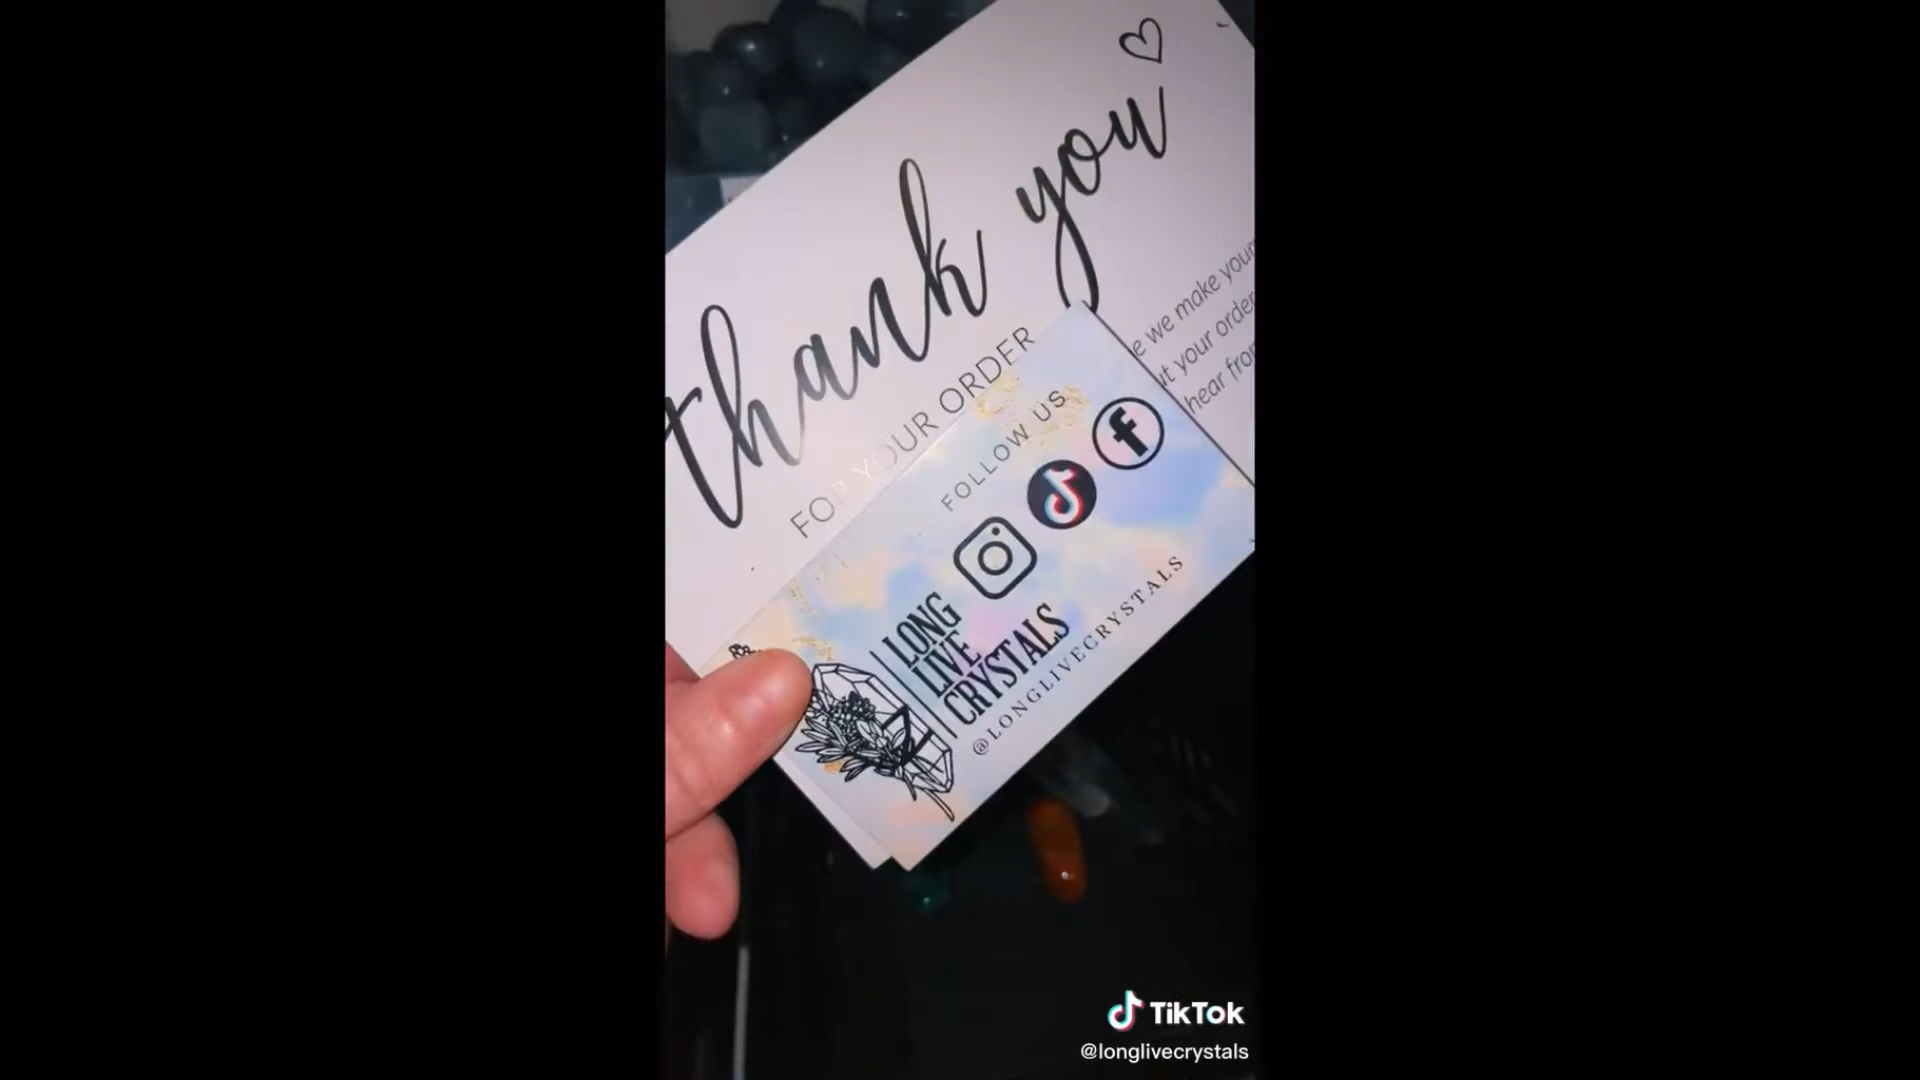 thank you
FOR YOUR ORDER
e we make your
ut your order
hear from
FOLLOW US
LONG
LIVE
CRYSTALS
@LONGLIVECRYSTALS
TikTok
@longlivecrystals